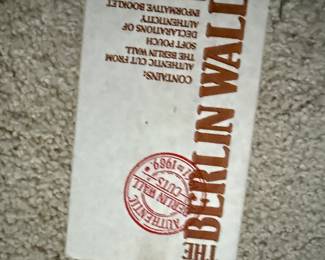 THE
BERLIN WALL
CONTAINS:
AUTHENTIC CUT FROM
THE BERLIN WALL
SOFT POUCH
DECLARATIONS OF
AUTHENTICITY
INFORMATIVE BOOKLET
AUTHENTIC
CUTS
BERLIN WALL
1989